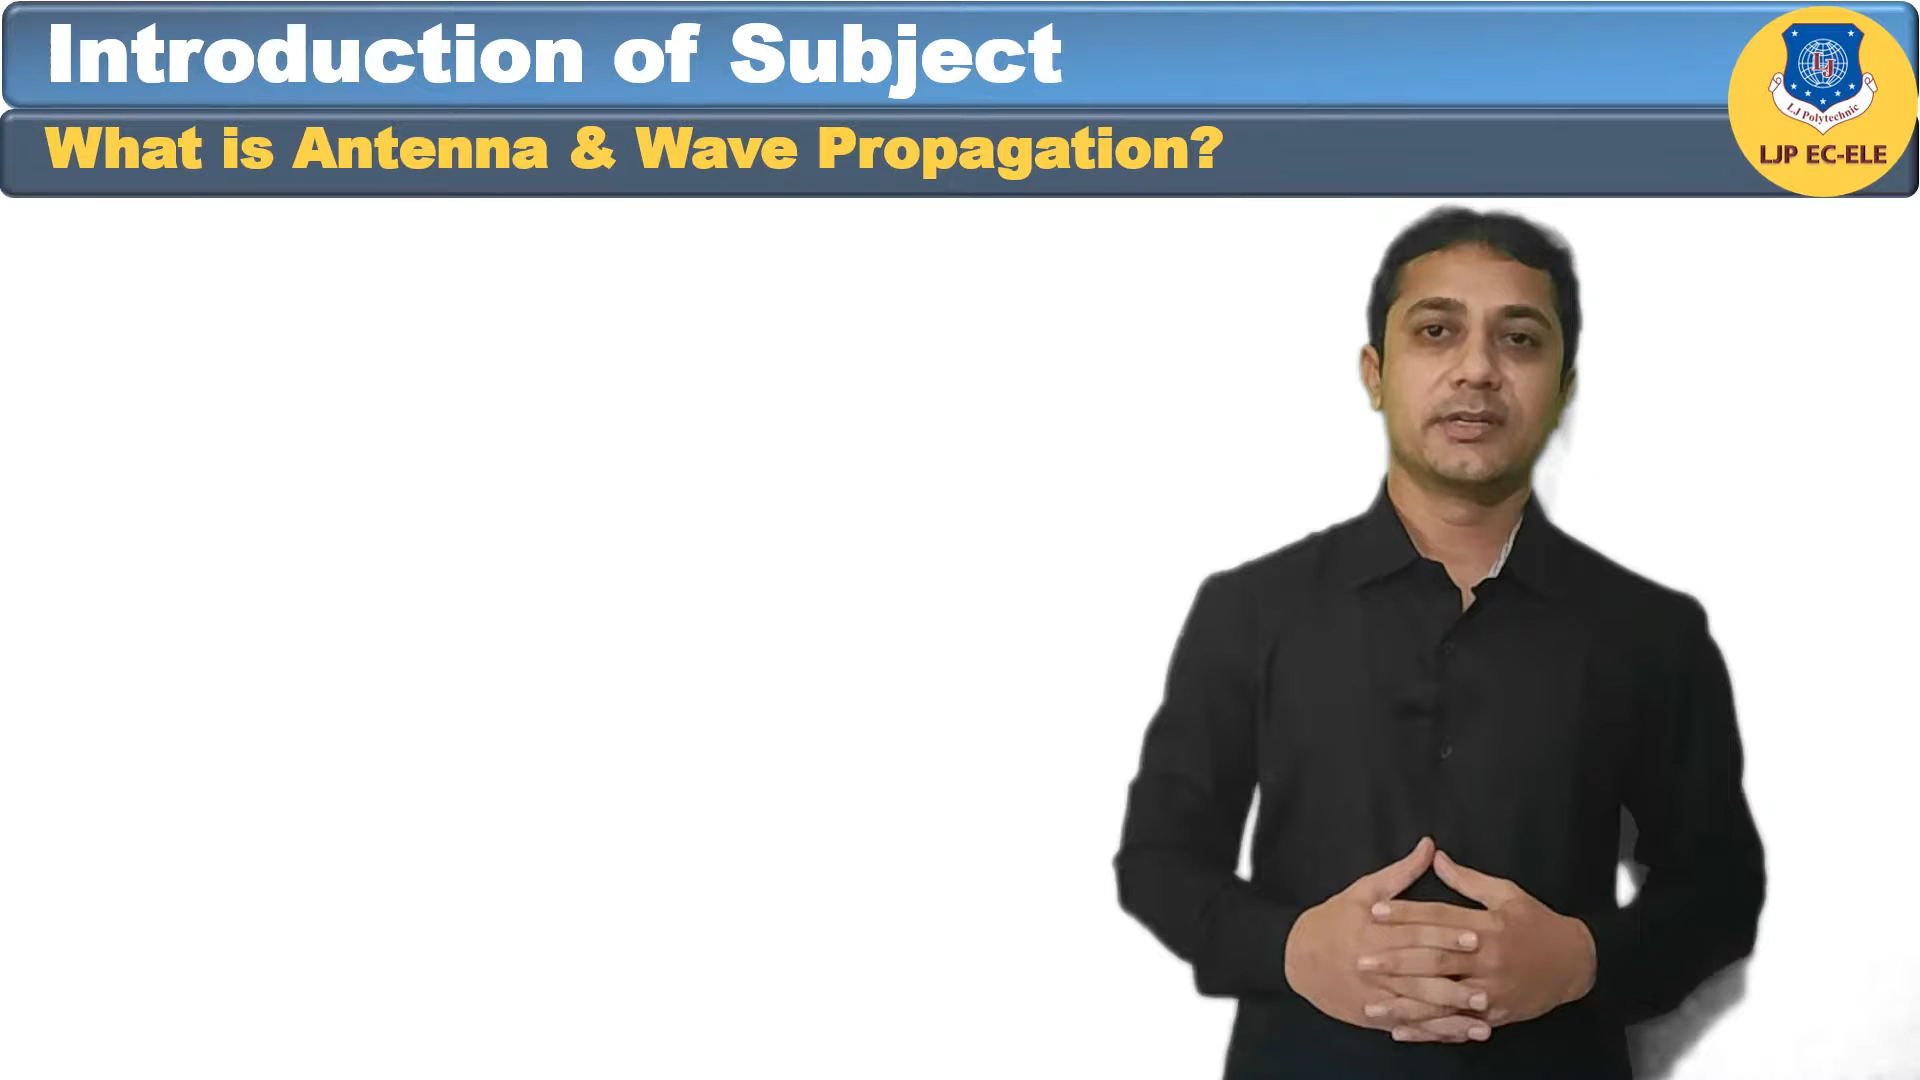 Introduction of Subject
What is Antenna & Wave Propagation?
LJ
LJ Polytechnic
LJP EC-ELE